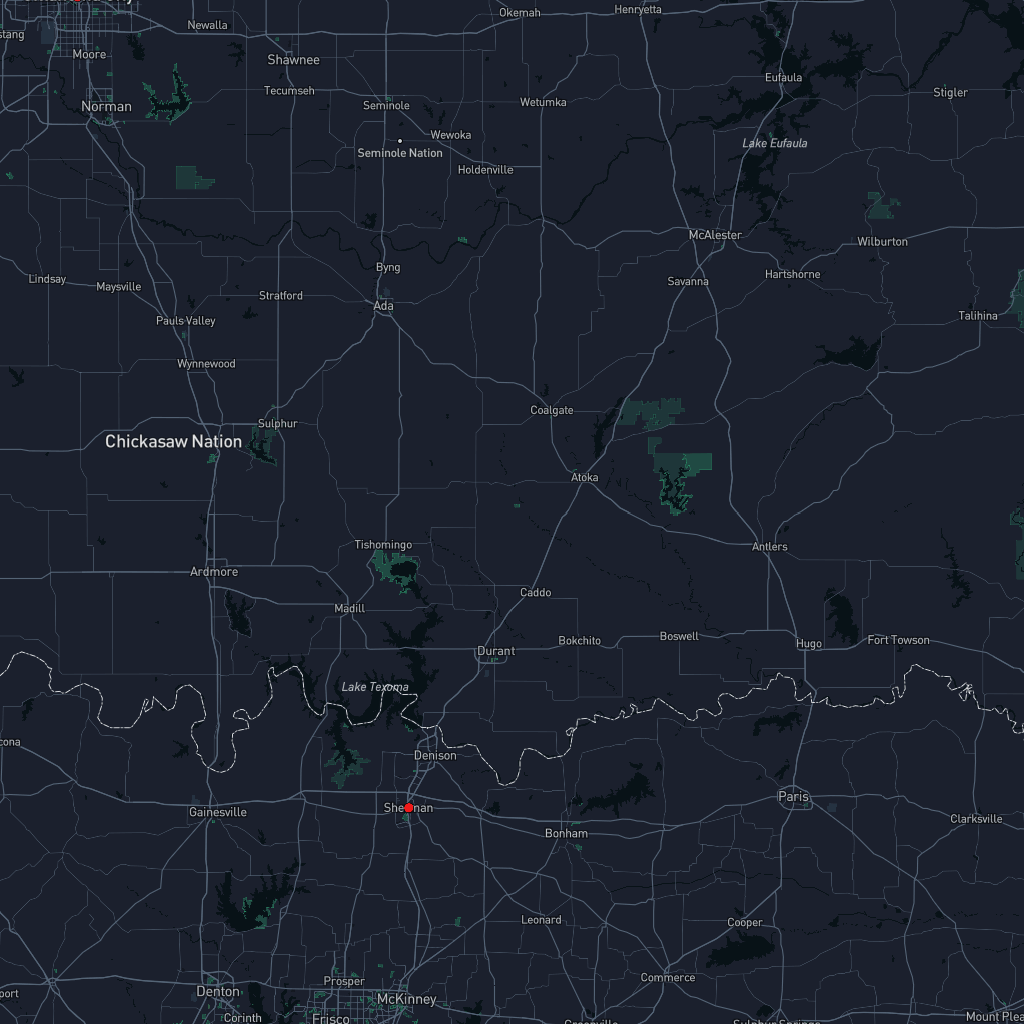 Okemah
Henryetta
Newalla
Moore
Shawnee
Eufaula
Tecumseh
Stigler
Norman
Seminole
Wetumka
Wewoka
Lake Eufaula
Seminole Nation
Holdenville
McAlester
Wilburton
Byng
Hartshorne
Lindsay
Maysville
Savanna
Stratford
Ada
Talihina
Pauls Valley
Wynnewood
Coalgate
Sulphur
Chickasaw Nation
Atoka
Tishomingo
Antlers
Ardmore
Caddo
Madill
Bokchito
Boswell
Fort Towson
Hugo
Durant
Lake Texoma
Denison
Paris
Gainesville
Clarksville
Bonham
Leonard
Cooper
Commerce
Prosper
Denton
McKinney
Corinth
Frisco